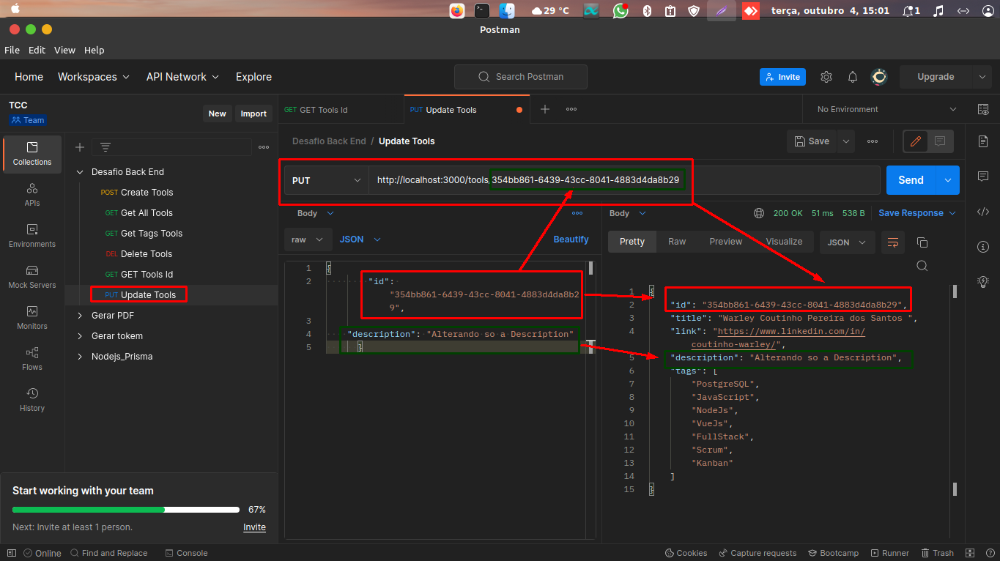 29 °C
terça, outubro 4, 15:01
1
Postman
File Edit View Help
Home Workspaces API Network Explore
Search Postman
Invite
Upgrade
TCC
Team
New Import
GET GET Tools Id
PUT Update Tools
No Environment
Desafio Back End / Update Tools
Save
Collections
APIs
Environments
Mock Servers
Monitors
Flows
History
Desafio Back End
POST Create Tools
GET Get All Tools
GET Get Tags Tools
DEL Delete Tools
GET GET Tools Id
PUT Update Tools
Gerar PDF
Gerar tokem
Nodejs_Prisma
PUT
http://localhost:3000/tools/354bb861-6439-43cc-8041-4883d4da8b29
Send
Body
raw JSON Beautify
1 {
2 "id":
"354bb861-6439-43cc-8041-4883d4da8b2
9",
3
4 "description": "Alterando so a Description"
5 }
Body
200 OK 51 ms 538 B Save Response
Pretty Raw Preview Visualize JSON
1 {
2 "id": "354bb861-6439-43cc-8041-4883d4da8b29",
3 "title": "Warley Coutinho Pereira dos Santos ",
4 "link": "https://www.linkedin.com/in/
coutinho-warley/",
5 "description": "Alterando so a Description",
6 "tags": [
7 "PostgreSQL",
8 "JavaScript",
9 "NodeJs",
10 "VueJs",
11 "FullStack",
12 "Scrum",
13 "Kanban"
14 ]
15 }
Start working with your team
67%
Next: Invite at least 1 person. Invite
Online Find and Replace Console
Cookies Capture requests Bootcamp Runner Trash